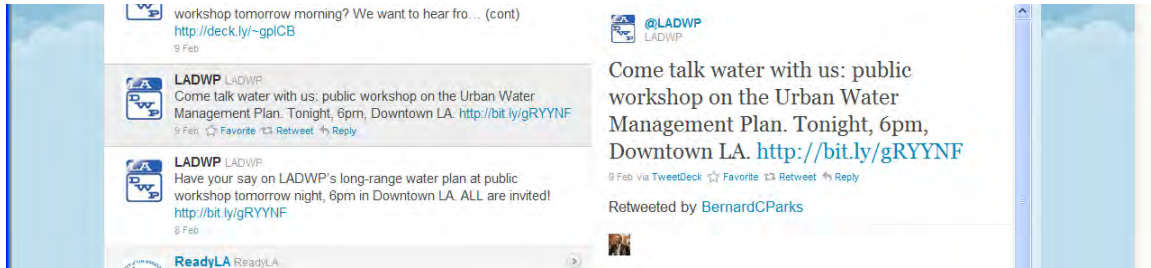 workshop tomorrow morning? We want to hear fro… (cont)
http://deck.ly/~gplCB
9 Feb
LADWP LADWP
Come talk water with us: public workshop on the Urban Water
Management Plan. Tonight, 6pm, Downtown LA. http://bit.ly/gRYYNF
9 Feb Favorite Retweet Reply
LADWP LADWP
Have your say on LADWP's long-range water plan at public
workshop tomorrow night, 6pm in Downtown LA. ALL are invited!
http://bit.ly/gRYYNF
8 Feb
ReadyLA ReadyLA
@LADWP
LADWP
Come talk water with us: public
workshop on the Urban Water
Management Plan. Tonight, 6pm,
Downtown LA. http://bit.ly/gRYYNF
9 Feb via TweetDeck Favorite Retweet Reply
Retweeted by BernardCParks